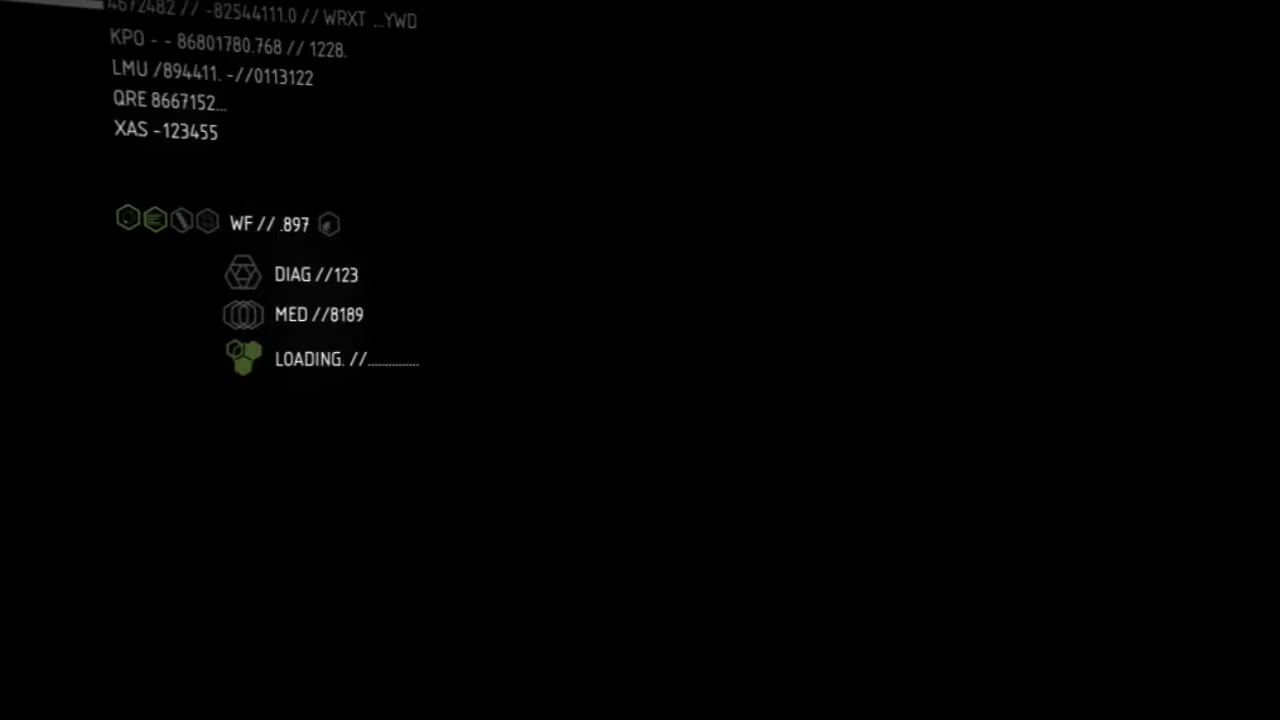 4672482 // -82544111.0 // WRXT ...YWD
KPO - - 86801780.768 // 1228.
LMU /894411. -//0113122
QRE 8667152...
XAS -123455
WF // .897
DIAG //123
MED //8189
LOADING. //...............